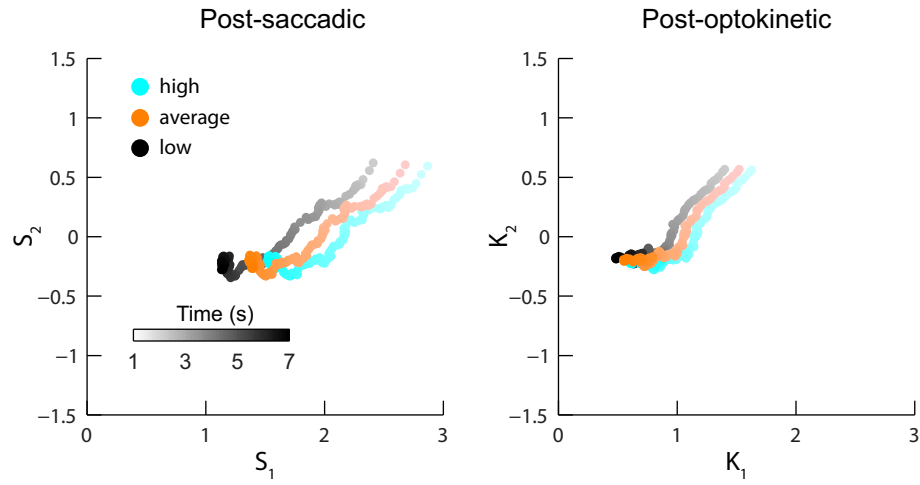 Post-saccadic
Post-optokinetic
1.5
1
0.5
0
−0.5
−1
−1.5
S2
high
average
low
Time (s)
1 3 5 7
0 1 2 3
S1
1.5
1
0.5
0
−0.5
−1
−1.5
K2
0 1 2 3
K1